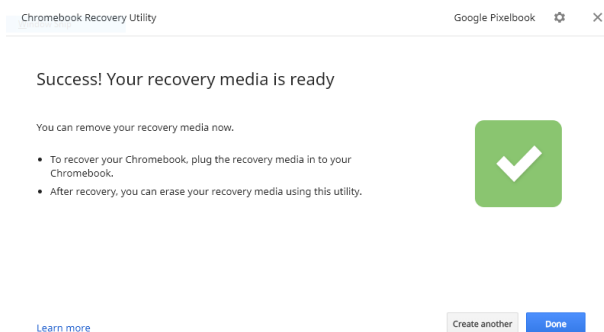 Chromebook Recovery Utility Google Pixelbook
Success! Your recovery media is ready
You can remove your recovery media now.
• To recover your Chromebook, plug the recovery media in to your
Chromebook.
• After recovery, you can erase your recovery media using this utility.
Learn more Create another Done